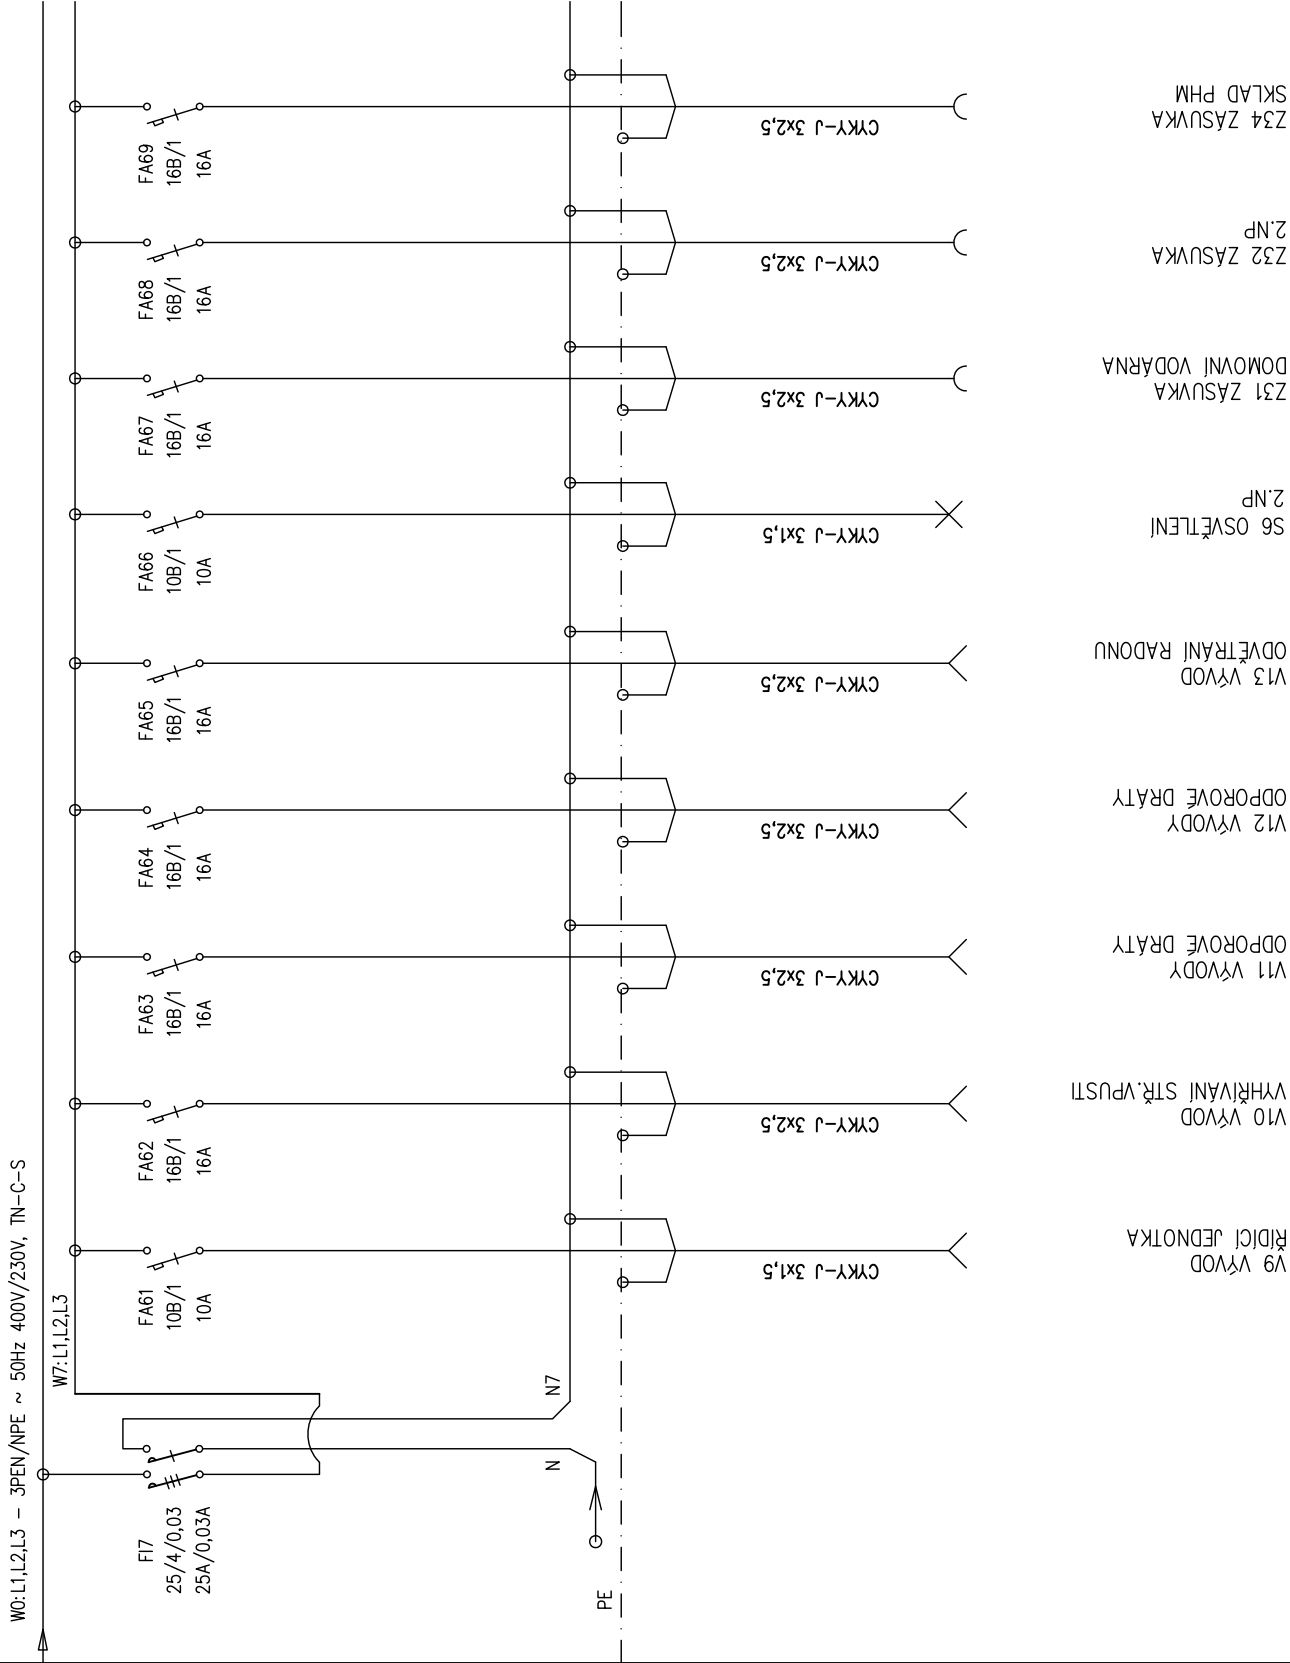 W0:L1,L2,L3 – 3PEN/NPE ~ 50Hz 400V/230V, TN–C–S
W7:L1,L2,L3
FI7
25/4/0,03
25A/0,03A
N7
N
PE
FA61
10B/1
10A
CYKY–J 3x1,5
V9 VÝVOD
ŘÍDÍCÍ JEDNOTKA
FA62
16B/1
16A
CYKY–J 3x2,5
V10 VÝVOD
VYHŘÍVÁNÍ STŘ.VPUSTI
FA63
16B/1
16A
CYKY–J 3x2,5
V11 VÝVODY
ODPOROVÉ DRÁTY
FA64
16B/1
16A
CYKY–J 3x2,5
V12 VÝVODY
ODPOROVÉ DRÁTY
FA65
16B/1
16A
CYKY–J 3x2,5
V13 VÝVOD
ODVĚTRÁNÍ RADONU
FA66
10B/1
10A
CYKY–J 3x1,5
S6 OSVĚTLENÍ
2.NP
FA67
16B/1
16A
CYKY–J 3x2,5
Z31 ZÁSUVKA
DOMOVNÍ VODÁRNA
FA68
16B/1
16A
CYKY–J 3x2,5
Z32 ZÁSUVKA
2.NP
FA69
16B/1
16A
CYKY–J 3x2,5
Z34 ZÁSUVKA
SKLAD PHM